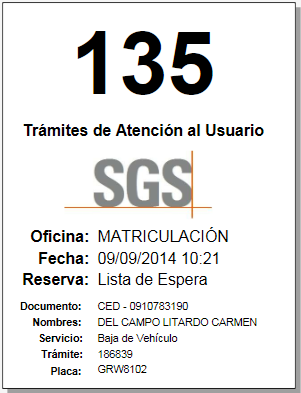 135
Trámites de Atención al Usuario
SGS
Oficina: MATRICULACIÓN
Fecha: 09/09/2014 10:21
Reserva: Lista de Espera
Documento: CED - 0910783190
Nombres: DEL CAMPO LITARDO CARMEN
Servicio: Baja de Vehículo
Trámite: 186839
Placa: GRW8102